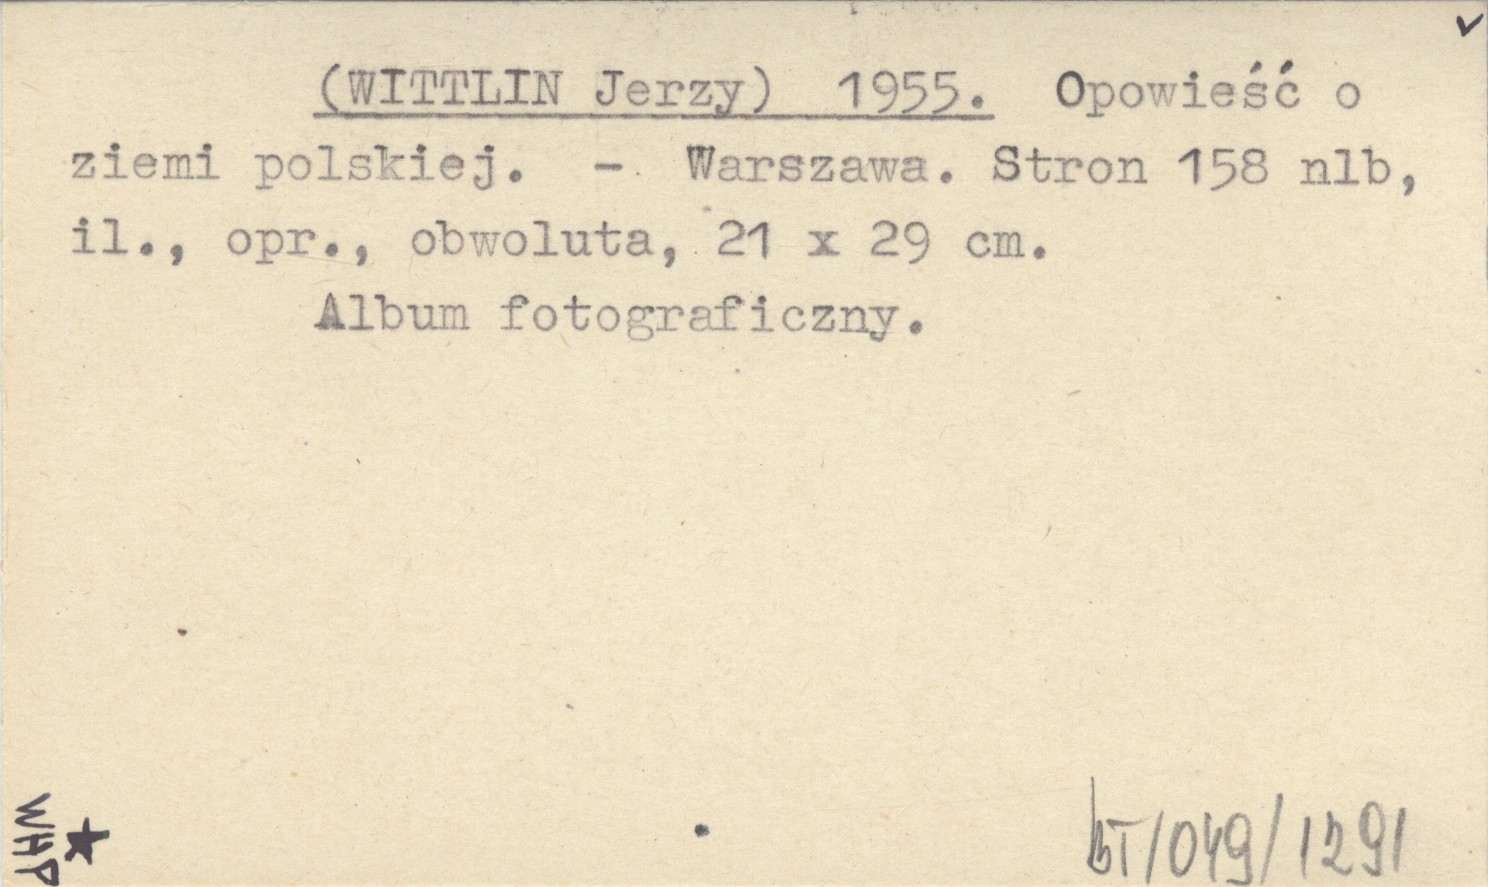 (WITTLIN Jerzy) 1955. Opowieść o
ziemi polskiej. - Warszawa. Stron 158 nlb,
il., opr., obwoluta, 21 x 29 cm.
Album fotograficzny.
WHP
BT/049/1291